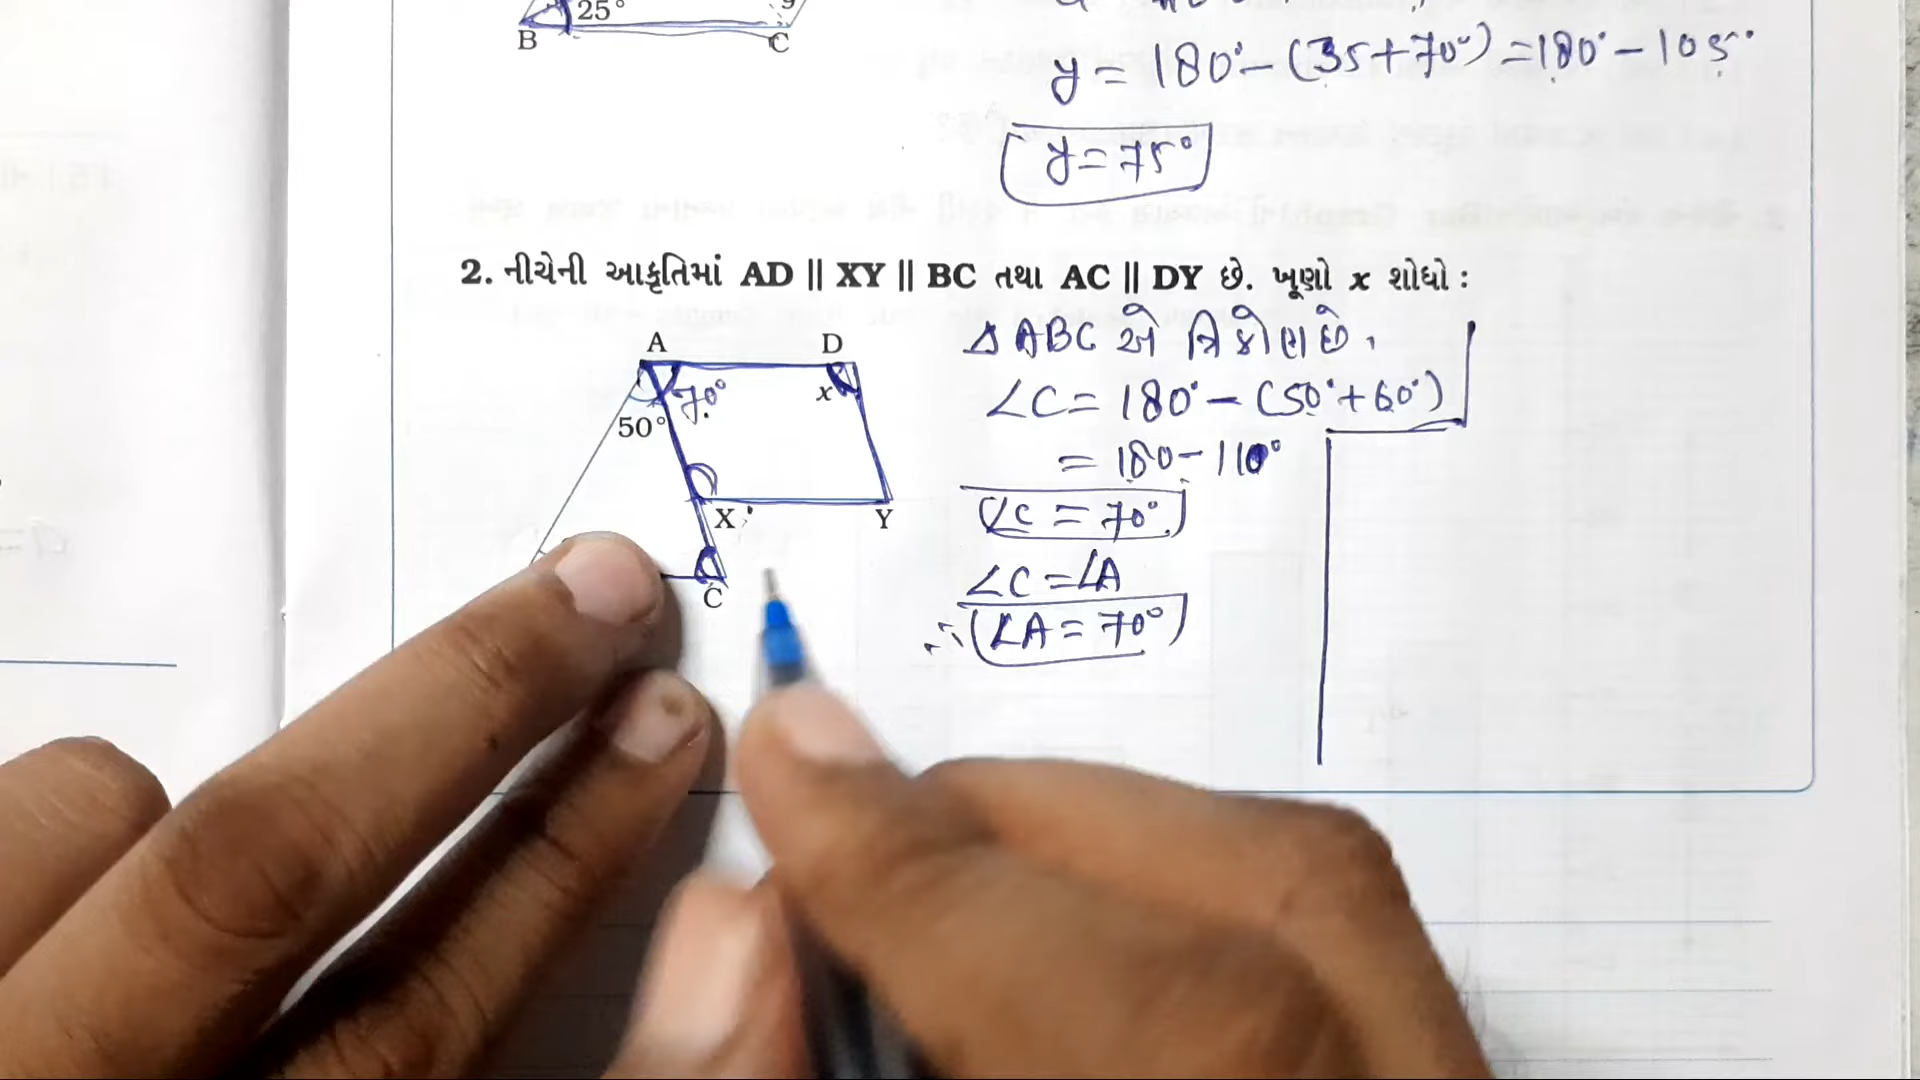 25°
B
C
y = 180° - (35+70°) = 180° - 105°
y = 75°
2. નીચેની આકૃતિમાં AD || XY || BC તથા AC || DY છે. ખૂણો x શોધો :
A
D
x
70°
50°
X
Y
C
△ ABC એ ત્રિકોણ છે.
∠C = 180° - (50° + 60°)
= 180 - 110°
∠C = 70°
∠C = ∠A
∴ ∠A = 70°